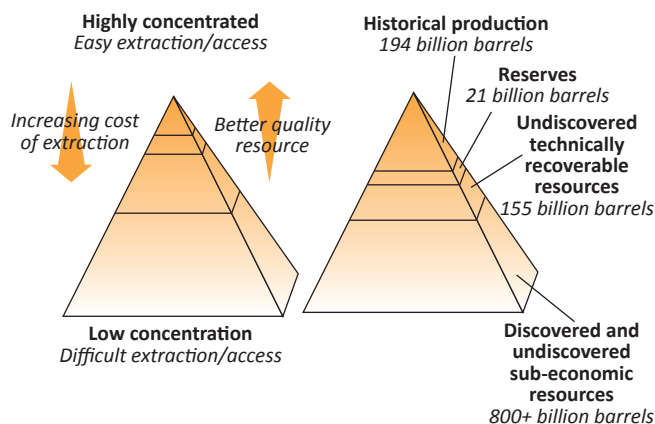 Highly concentrated
Easy extraction/access
Increasing cost
of extraction
Better quality
resource
Low concentration
Difficult extraction/access
Historical production
194 billion barrels
Reserves
21 billion barrels
Undiscovered
technically
recoverable
resources
155 billion barrels
Discovered and
undiscovered
sub-economic
resources
800+ billion barrels